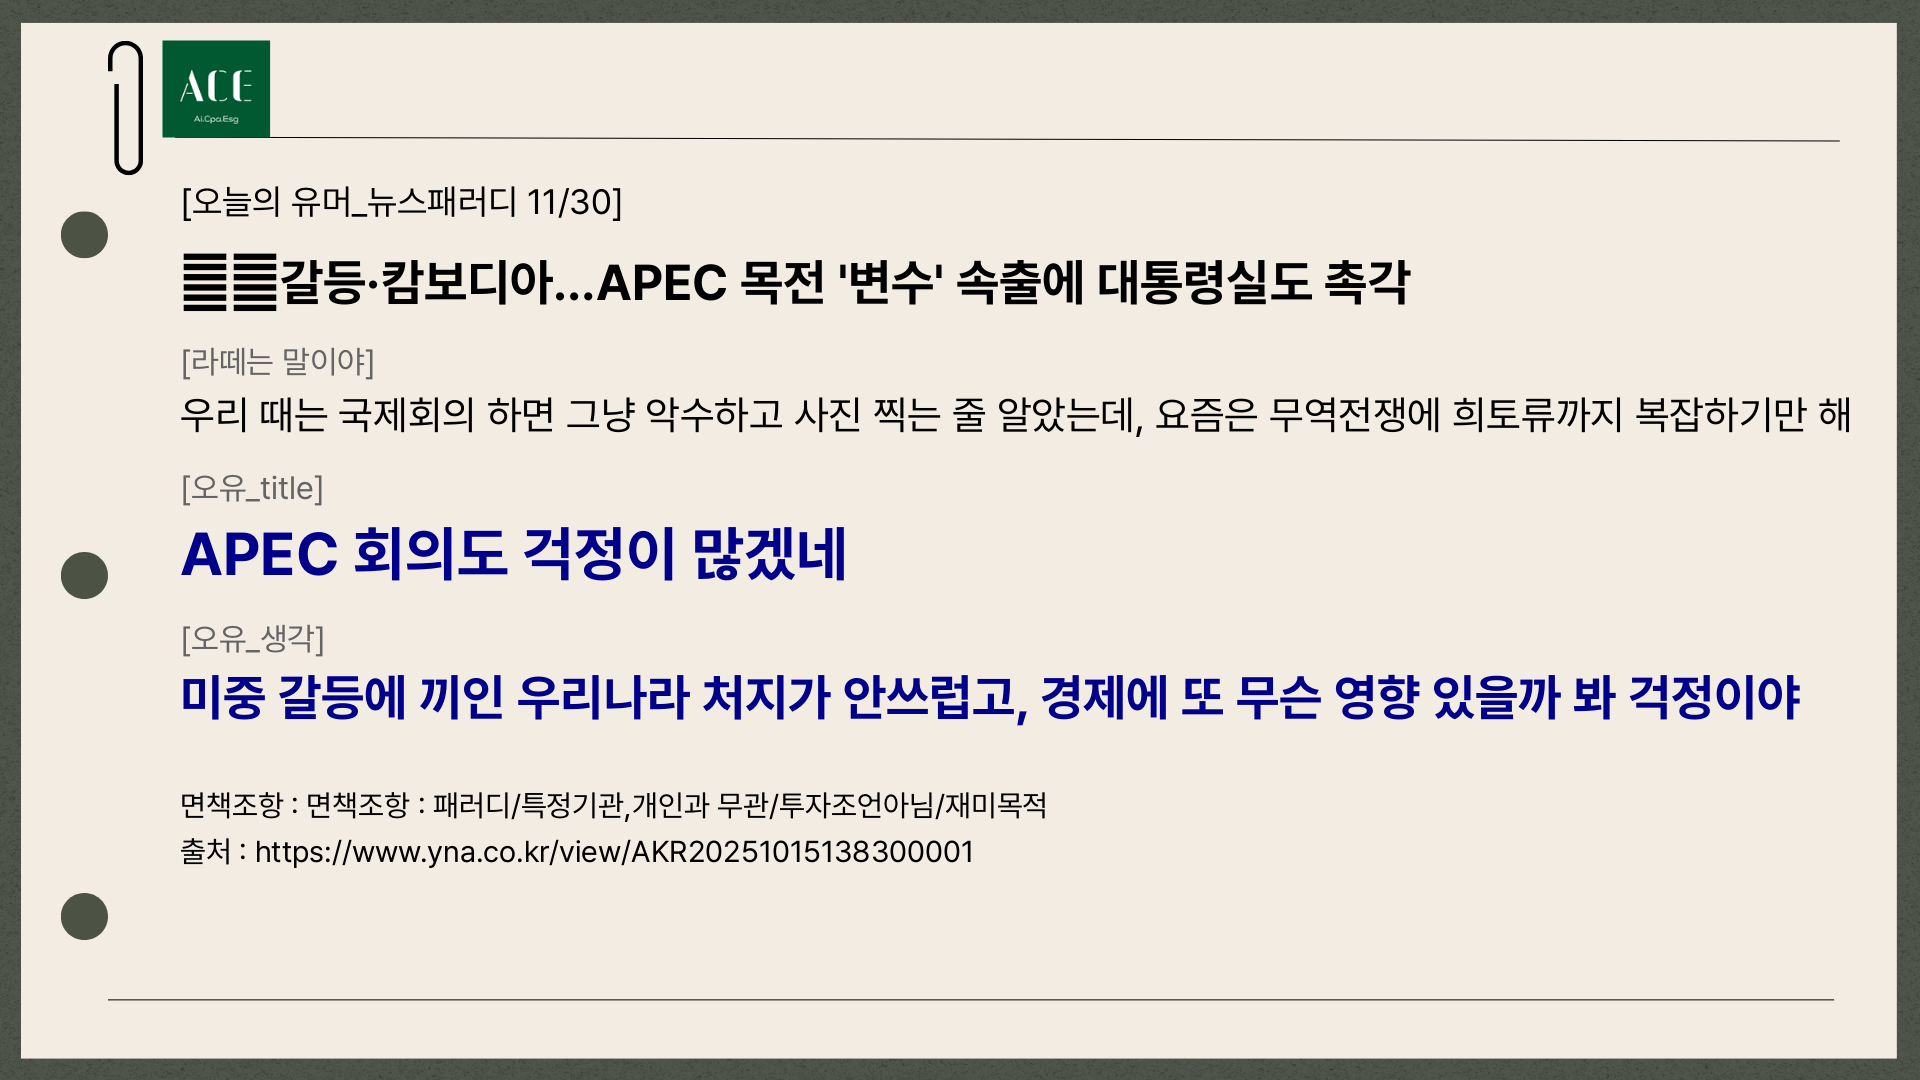 ACE
Ai.Cpa.Esg
[오늘의 유머_뉴스패러디 11/30]
갈등·캄보디아...APEC 목전 '변수' 속출에 대통령실도 촉각
[라떼는 말이야]
우리 때는 국제회의 하면 그냥 악수하고 사진 찍는 줄 알았는데, 요즘은 무역전쟁에 희토류까지 복잡하기만 해
[오유_title]
APEC 회의도 걱정이 많겠네
[오유_생각]
미중 갈등에 끼인 우리나라 처지가 안쓰럽고, 경제에 또 무슨 영향 있을까 봐 걱정이야
면책조항 : 면책조항 : 패러디/특정기관,개인과 무관/투자조언아님/재미목적
출처 : https://www.yna.co.kr/view/AKR20251015138300001